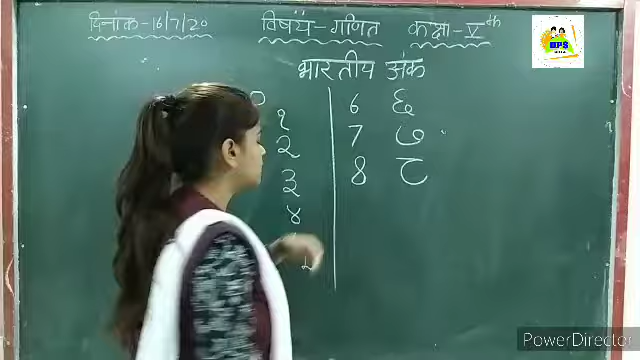 दिनांक-16/7/20 विषय-गणित कक्षा-Vth
भारतीय अंक
०
१
२
३
४
6 ६
7 ७
8 ८
DPS
PowerDirector